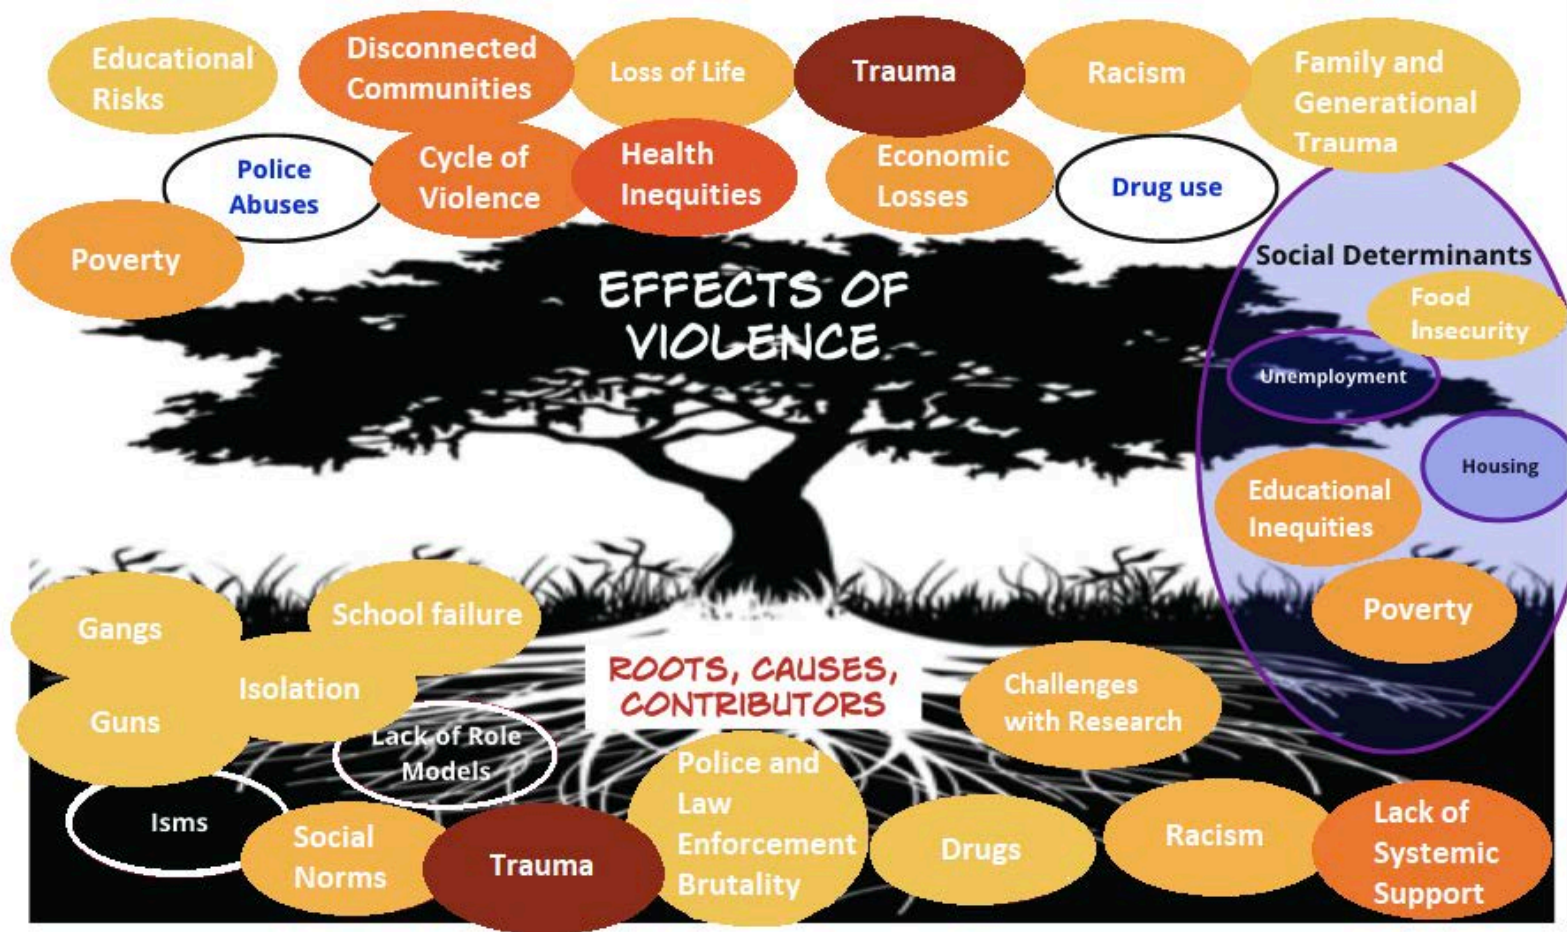 Educational
Risks
Disconnected
Communities
Loss of Life
Trauma
Racism
Family and
Generational
Trauma
Police
Abuses
Cycle of
Violence
Health
Inequities
Economic
Losses
Drug use
Poverty
EFFECTS OF
VIOLENCE
Social Determinants
Food
Insecurity
Unemployment
Housing
Educational
Inequities
Poverty
Gangs
School failure
Isolation
Guns
ROOTS, CAUSES,
CONTRIBUTORS
Challenges
with Research
Lack of Role
Models
Isms
Social
Norms
Trauma
Police and
Law
Enforcement
Brutality
Drugs
Racism
Lack of
Systemic
Support